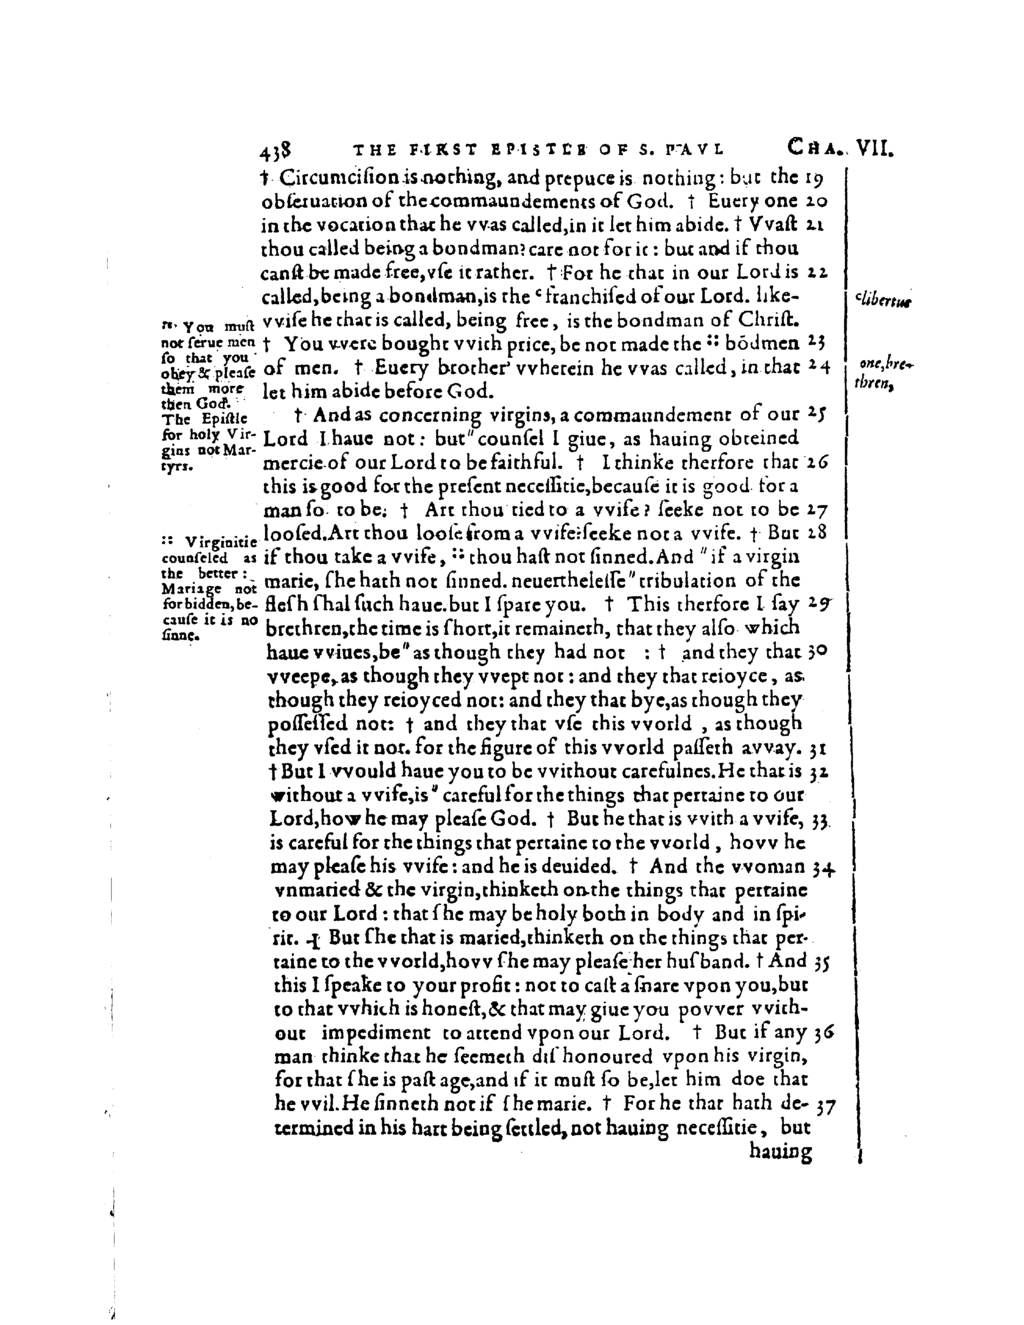 438 THE FIRST EPISTLE OF S. PAVL CHA. VII.
† Circumciſion is nothing, and prepuce is nothing: but the 19
obſeruation of the commaundements of God. † Euery one 20
in the vocation that he vvas called,in it let him abide. † Vvaſt 21
thou called being a bondman? care not for it: but and if thou
canſt be made free,vſe it rather. † For he that in our Lord is 22
called,being a bondman,is the ᶜ franchiſed of our Lord. like-
vviſe he that is called, being free, is the bondman of Chriſt.
† You vvere bought vvith price, be not made the :: bōdmen 23
of men. † Euery brother vvherein he vvas called, in that 24
let him abide before God.
† And as concerning virgins, a commaundement of our 25
Lord I haue not: but "counſel I giue, as hauing obteined
mercie of our Lord to be faithful. † I thinke therfore that 26
this is good for the preſent neceſſitie,becauſe it is good for a
man ſo to be. † Art thou tied to a vvife? ſeeke not to be 27
looſed.Art thou looſe from a vvife? ſeeke not a vvife. † But 28
if thou take a vvife, :: thou haſt not ſinned.And "if a virgin
marie, ſhe hath not ſinned. neuertheleſſe "tribulation of the
fleſh ſhal ſuch haue.but I ſpare you. † This therfore I ſay 29
brethren,the time is ſhort,it remaineth, that they alſo which
haue vviues,be "as though they had not : † and they that 30
vveepe, as though they vvept not: and they that reioyce, as
though they reioyced not: and they that bye,as though they
poſſeſſed not: † and they that vſe this vvorld , as though
they vſed it not. for the figure of this vvorld paſſeth avvay. 31
† But I vvould haue you to be vvithout carefulnes.He that is 32
without a vvife,is "careful for the things that pertaine to our
Lord,how he may pleaſe God. † But he that is vvith a vvife, 33
is careful for the things that pertaine to the vvorld , hovv he
may pleaſe his vvife: and he is deuided. † And the vvoman 34
vnmaried & the virgin,thinketh on the things that pertaine
to our Lord: that ſhe may be holy both in body and in ſpi-
rit. But ſhe that is maried,thinketh on the things that per-
taine to the vvorld,hovv ſhe may pleaſe her huſband. † And 35
this I ſpeake to your profit: not to caſt a ſnare vpon you,but
to that vvhich is honeſt,& that may giue you povver vvith-
out impediment to attend vpon our Lord. † But if any 36
man thinke that he ſeemeth diſhonoured vpon his virgin,
for that ſhe is paſt age,and if it muſt ſo be,let him doe that
he vvil.He ſinneth not if ſhe marie. † For he that hath de- 37
termined in his hart being ſettled, not hauing neceſſitie, but
hauing
:: You muſt
not ſerue men
ſo that you
obey & pleaſe
them more
then God.
The Epiſtle
for holy Vir-
gins not Mar-
tyrs.
:: Virginitie
counſeled as
the better:
Mariage not
forbidden,be-
cauſe it is no
ſinne.
ᶜlibertus
one,bre-
thren,